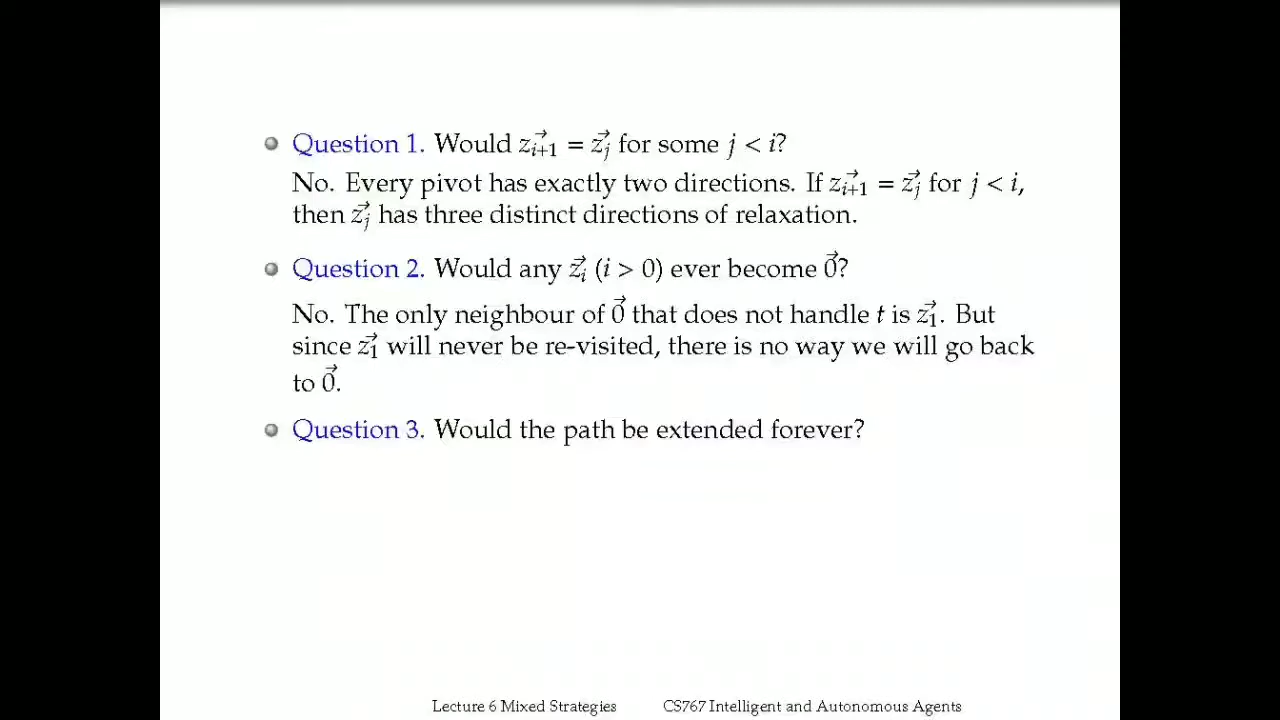 Question 1. Would z⃗ᵢ₊₁ = z⃗ⱼ for some j < i?
No. Every pivot has exactly two directions. If z⃗ᵢ₊₁ = z⃗ⱼ for j < i,
then z⃗ⱼ has three distinct directions of relaxation.
Question 2. Would any z⃗ᵢ (i > 0) ever become 0⃗?
No. The only neighbour of 0⃗ that does not handle t is z⃗₁. But
since z⃗₁ will never be re-visited, there is no way we will go back
to 0⃗.
Question 3. Would the path be extended forever?
Lecture 6 Mixed Strategies CS767 Intelligent and Autonomous Agents